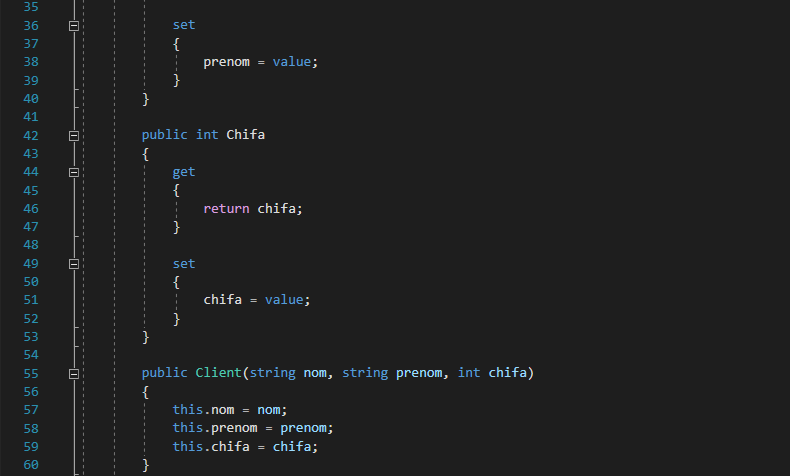 35
36 set
37 {
38 prenom = value;
39 }
40 }
41
42 public int Chifa
43 {
44 get
45 {
46 return chifa;
47 }
48
49 set
50 {
51 chifa = value;
52 }
53 }
54
55 public Client(string nom, string prenom, int chifa)
56 {
57 this.nom = nom;
58 this.prenom = prenom;
59 this.chifa = chifa;
60 }